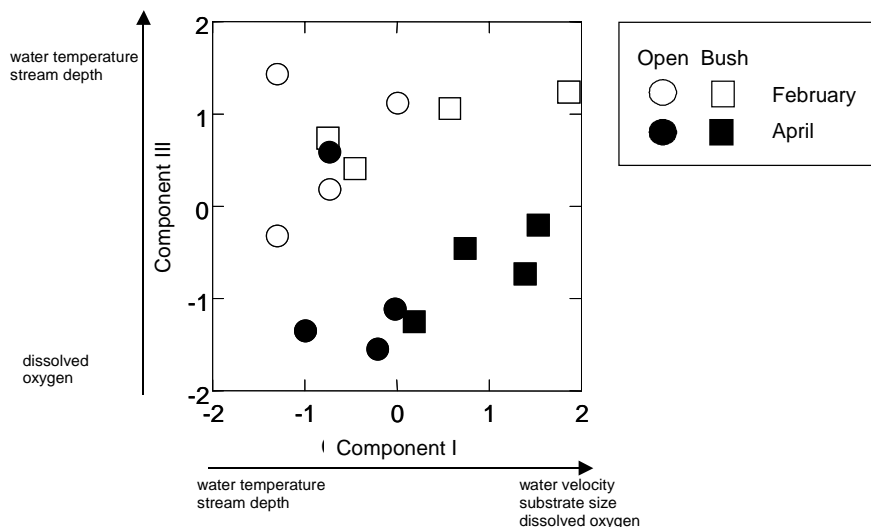 water temperature
stream depth
dissolved
oxygen
Component III
2
1
0
-1
-2
-2
-1
0
1
2
( Component I
water temperature
stream depth
water velocity
substrate size
dissolved oxygen
Open Bush
February
April